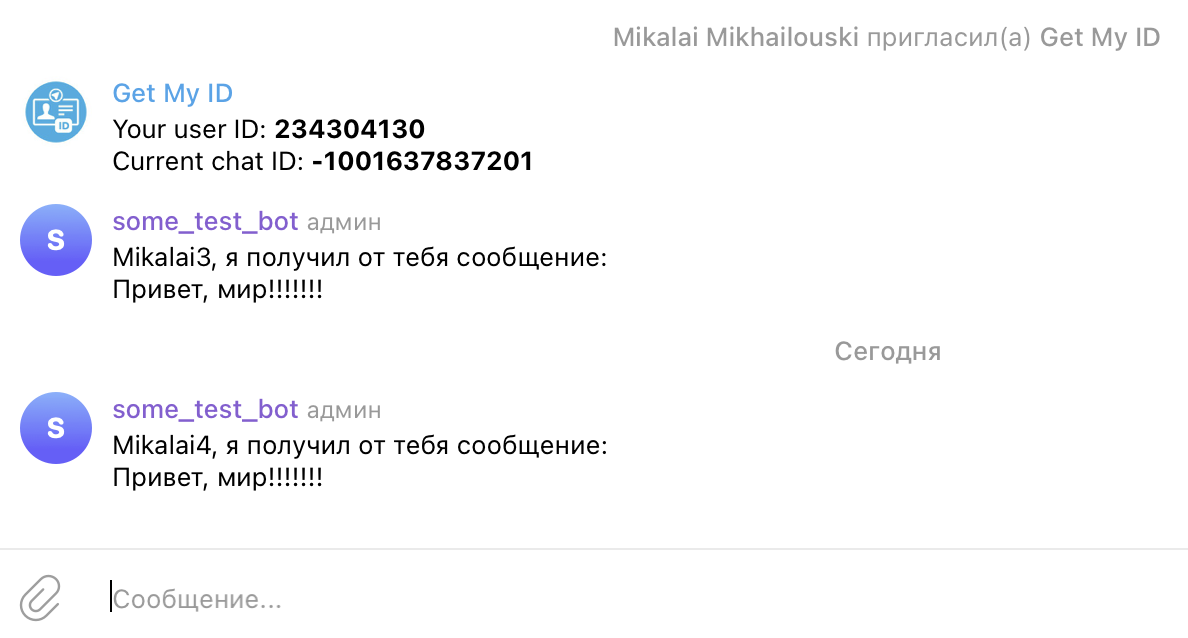 Mikalai Mikhailouski пригласил(а) Get My ID
Get My ID
ID
Your user ID: 234304130
Current chat ID: -1001637837201
some_test_bot админ
S
Mikalai3, я получил от тебя сообщение:
Привет, мир!!!!!!!
Сегодня
some_test_bot админ
S
Mikalai4, я получил от тебя сообщение:
Привет, мир!!!!!!!
Сообщение...